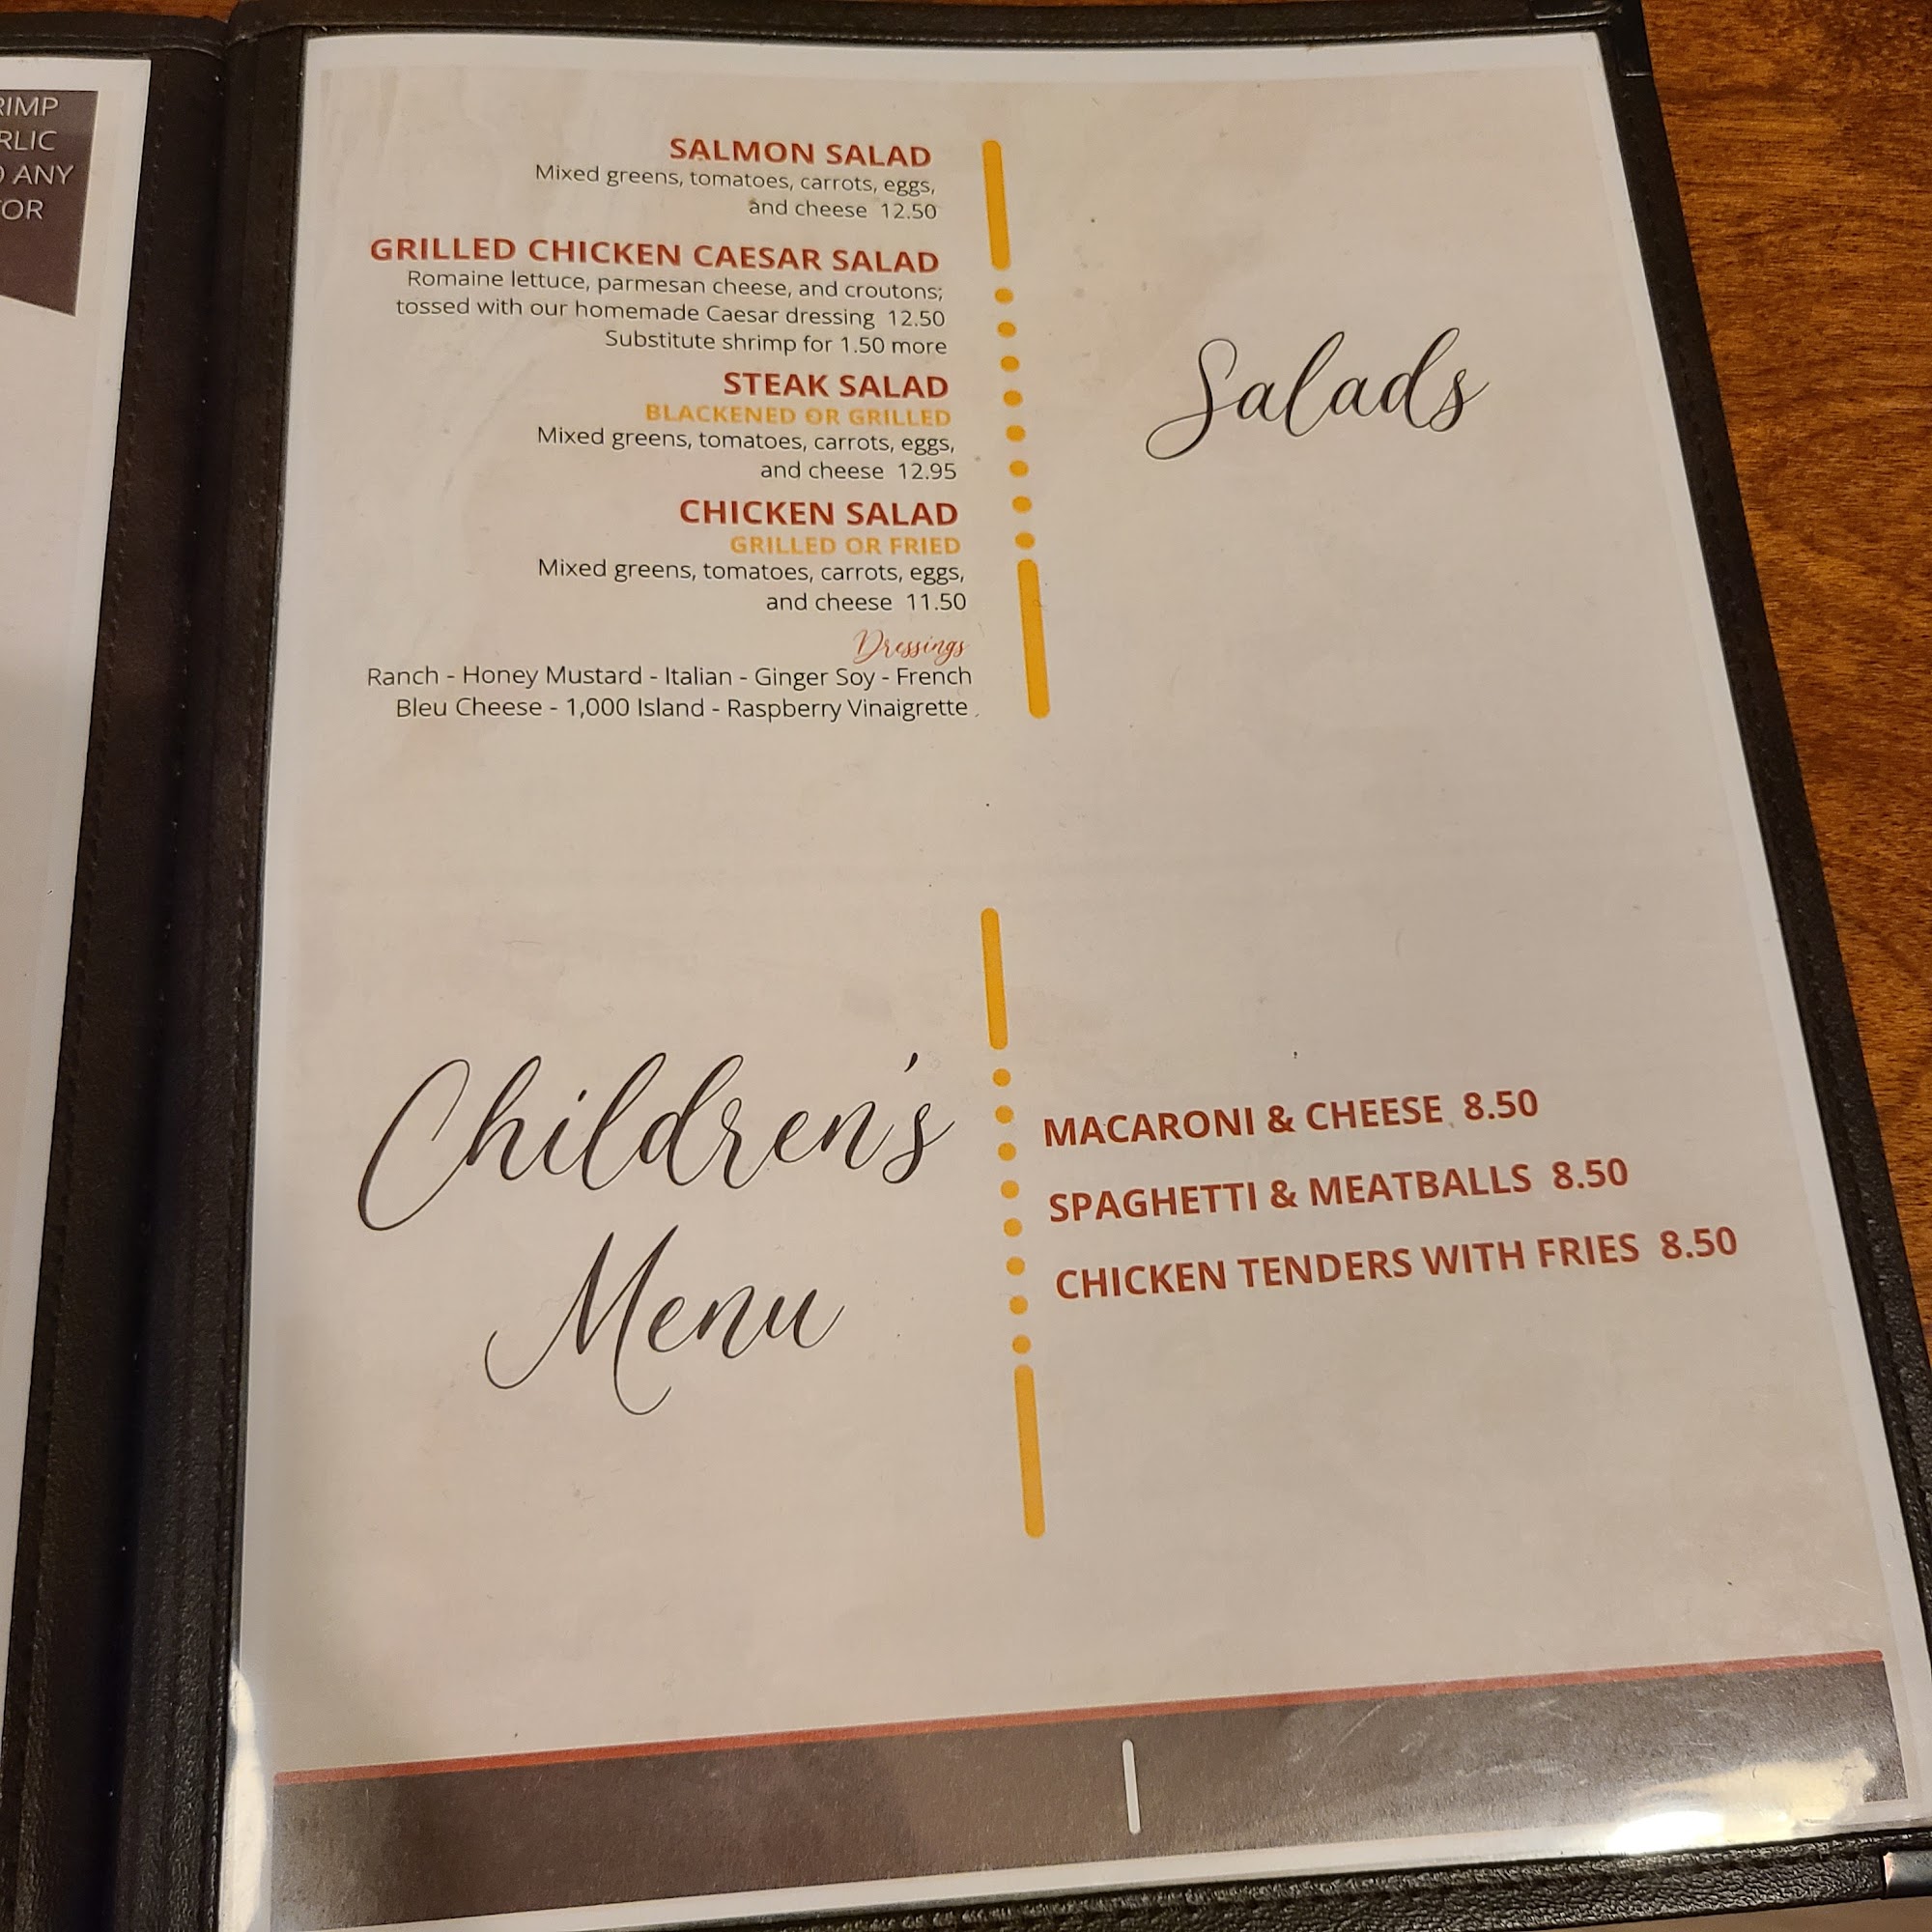 RIMP
RLIC
ANY
OR
SALMON SALAD
Mixed greens, tomatoes, carrots, eggs,
and cheese 12.50
GRILLED CHICKEN CAESAR SALAD
Romaine lettuce, parmesan cheese, and croutons;
tossed with our homemade Caesar dressing 12.50
Substitute shrimp for 1.50 more
STEAK SALAD
BLACKENED OR GRILLED
Mixed greens, tomatoes, carrots, eggs,
and cheese 12.95
CHICKEN SALAD
GRILLED OR FRIED
Mixed greens, tomatoes, carrots, eggs,
and cheese 11.50
Dressings
Ranch - Honey Mustard - Italian - Ginger Soy - French
Bleu Cheese - 1,000 Island - Raspberry Vinaigrette
Salads
Children's
Menu
MACARONI & CHEESE 8.50
SPAGHETTI & MEATBALLS 8.50
CHICKEN TENDERS WITH FRIES 8.50